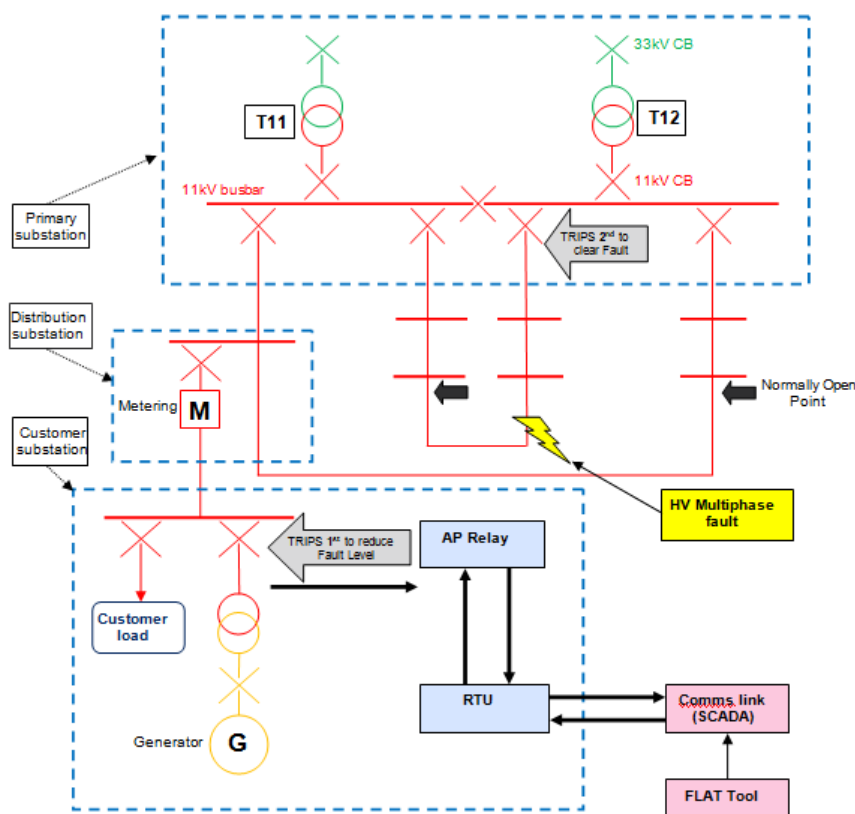 33kV CB
T11
T12
11kV busbar
11kV CB
Primary
substation
TRIPS 2nd to
clear Fault
Distribution
substation
Metering
M
Normally Open
Point
Customer
substation
HV Multiphase
fault
TRIPS 1st to reduce
Fault Level
AP Relay
Customer
load
RTU
Comms link
(SCADA)
Generator
G
FLAT Tool